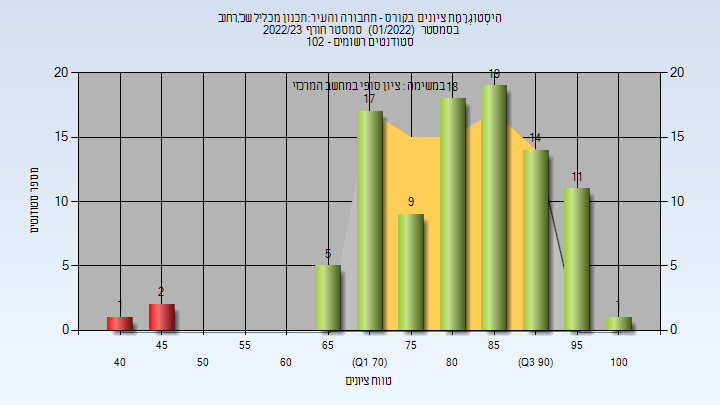 היסטוגרמת ציונים בקורס - תחבורה והעיר:תכנון מכליל שכ,רחוב
בסמסטר (01/2022) סמסטר חורף 2022/23
סטודנטים רשומים - 102
במשימה : ציון סופי במחשב המרכזי
מספר סטודנטים
20 15 10 5 0
20 15 10 5 0
1 2 5 17 9 18 19 14 11 1
45 55 65 75 85 95
40 50 60 (Q1 70) 80 (Q3 90) 100
טווח ציונים